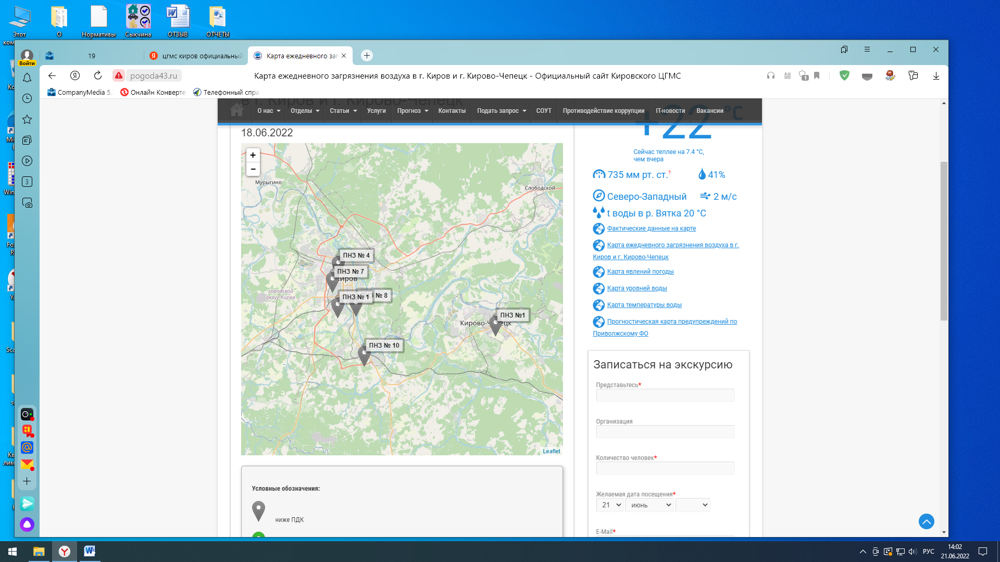 Этот
О
Нормативы
Сыкчина
ОТЗЫВ
ОТЧЕТЫ
Войти
19
цгмс киров официальный
Карта ежедневного заг
pogoda43.ru
Карта ежедневного загрязнения воздуха в г. Киров и г. Кирово-Чепецк - Официальный сайт Кировского ЦГМС
1
CompanyMedia 5.
Онлайн Конверте
Телефонный спра
в г. Киров и г. Кирово-Чепецк
О нас
Отделы
Статьи
Услуги
Прогноз
Контакты
Подать запрос
СОУТ
Противодействие коррупции
IT-новости
Вакансии
+22 °C
18.06.2022
+
−
Мурыгино
Слободской
ПНЗ № 4
ПНЗ № 7
Киров
городской
округ Киров
ПНЗ № 1
№ 8
ПНЗ №1
Кирово-Чепецк
ПНЗ № 10
Leaflet
Условные обозначения:
ниже ПДК
Сейчас теплее на 7.4 °C,
чем вчера
735 мм рт. ст.?
41%
Северо-Западный
2 м/с
t воды в р. Вятка 20 °C
Фактические данные на карте
Карта ежедневного загрязнения воздуха в г.
Киров и г. Кирово-Чепецк
Карта явлений погоды
Карта уровней воды
Карта температуры воды
Прогностическая карта предупреждений по
Приволжскому ФО
Записаться на экскурсию
Представьтесь*
Организация
Количество человек*
Желаемая дата посещения*
21
июнь
E-Mail*
3
РУС
14:02
21.06.2022